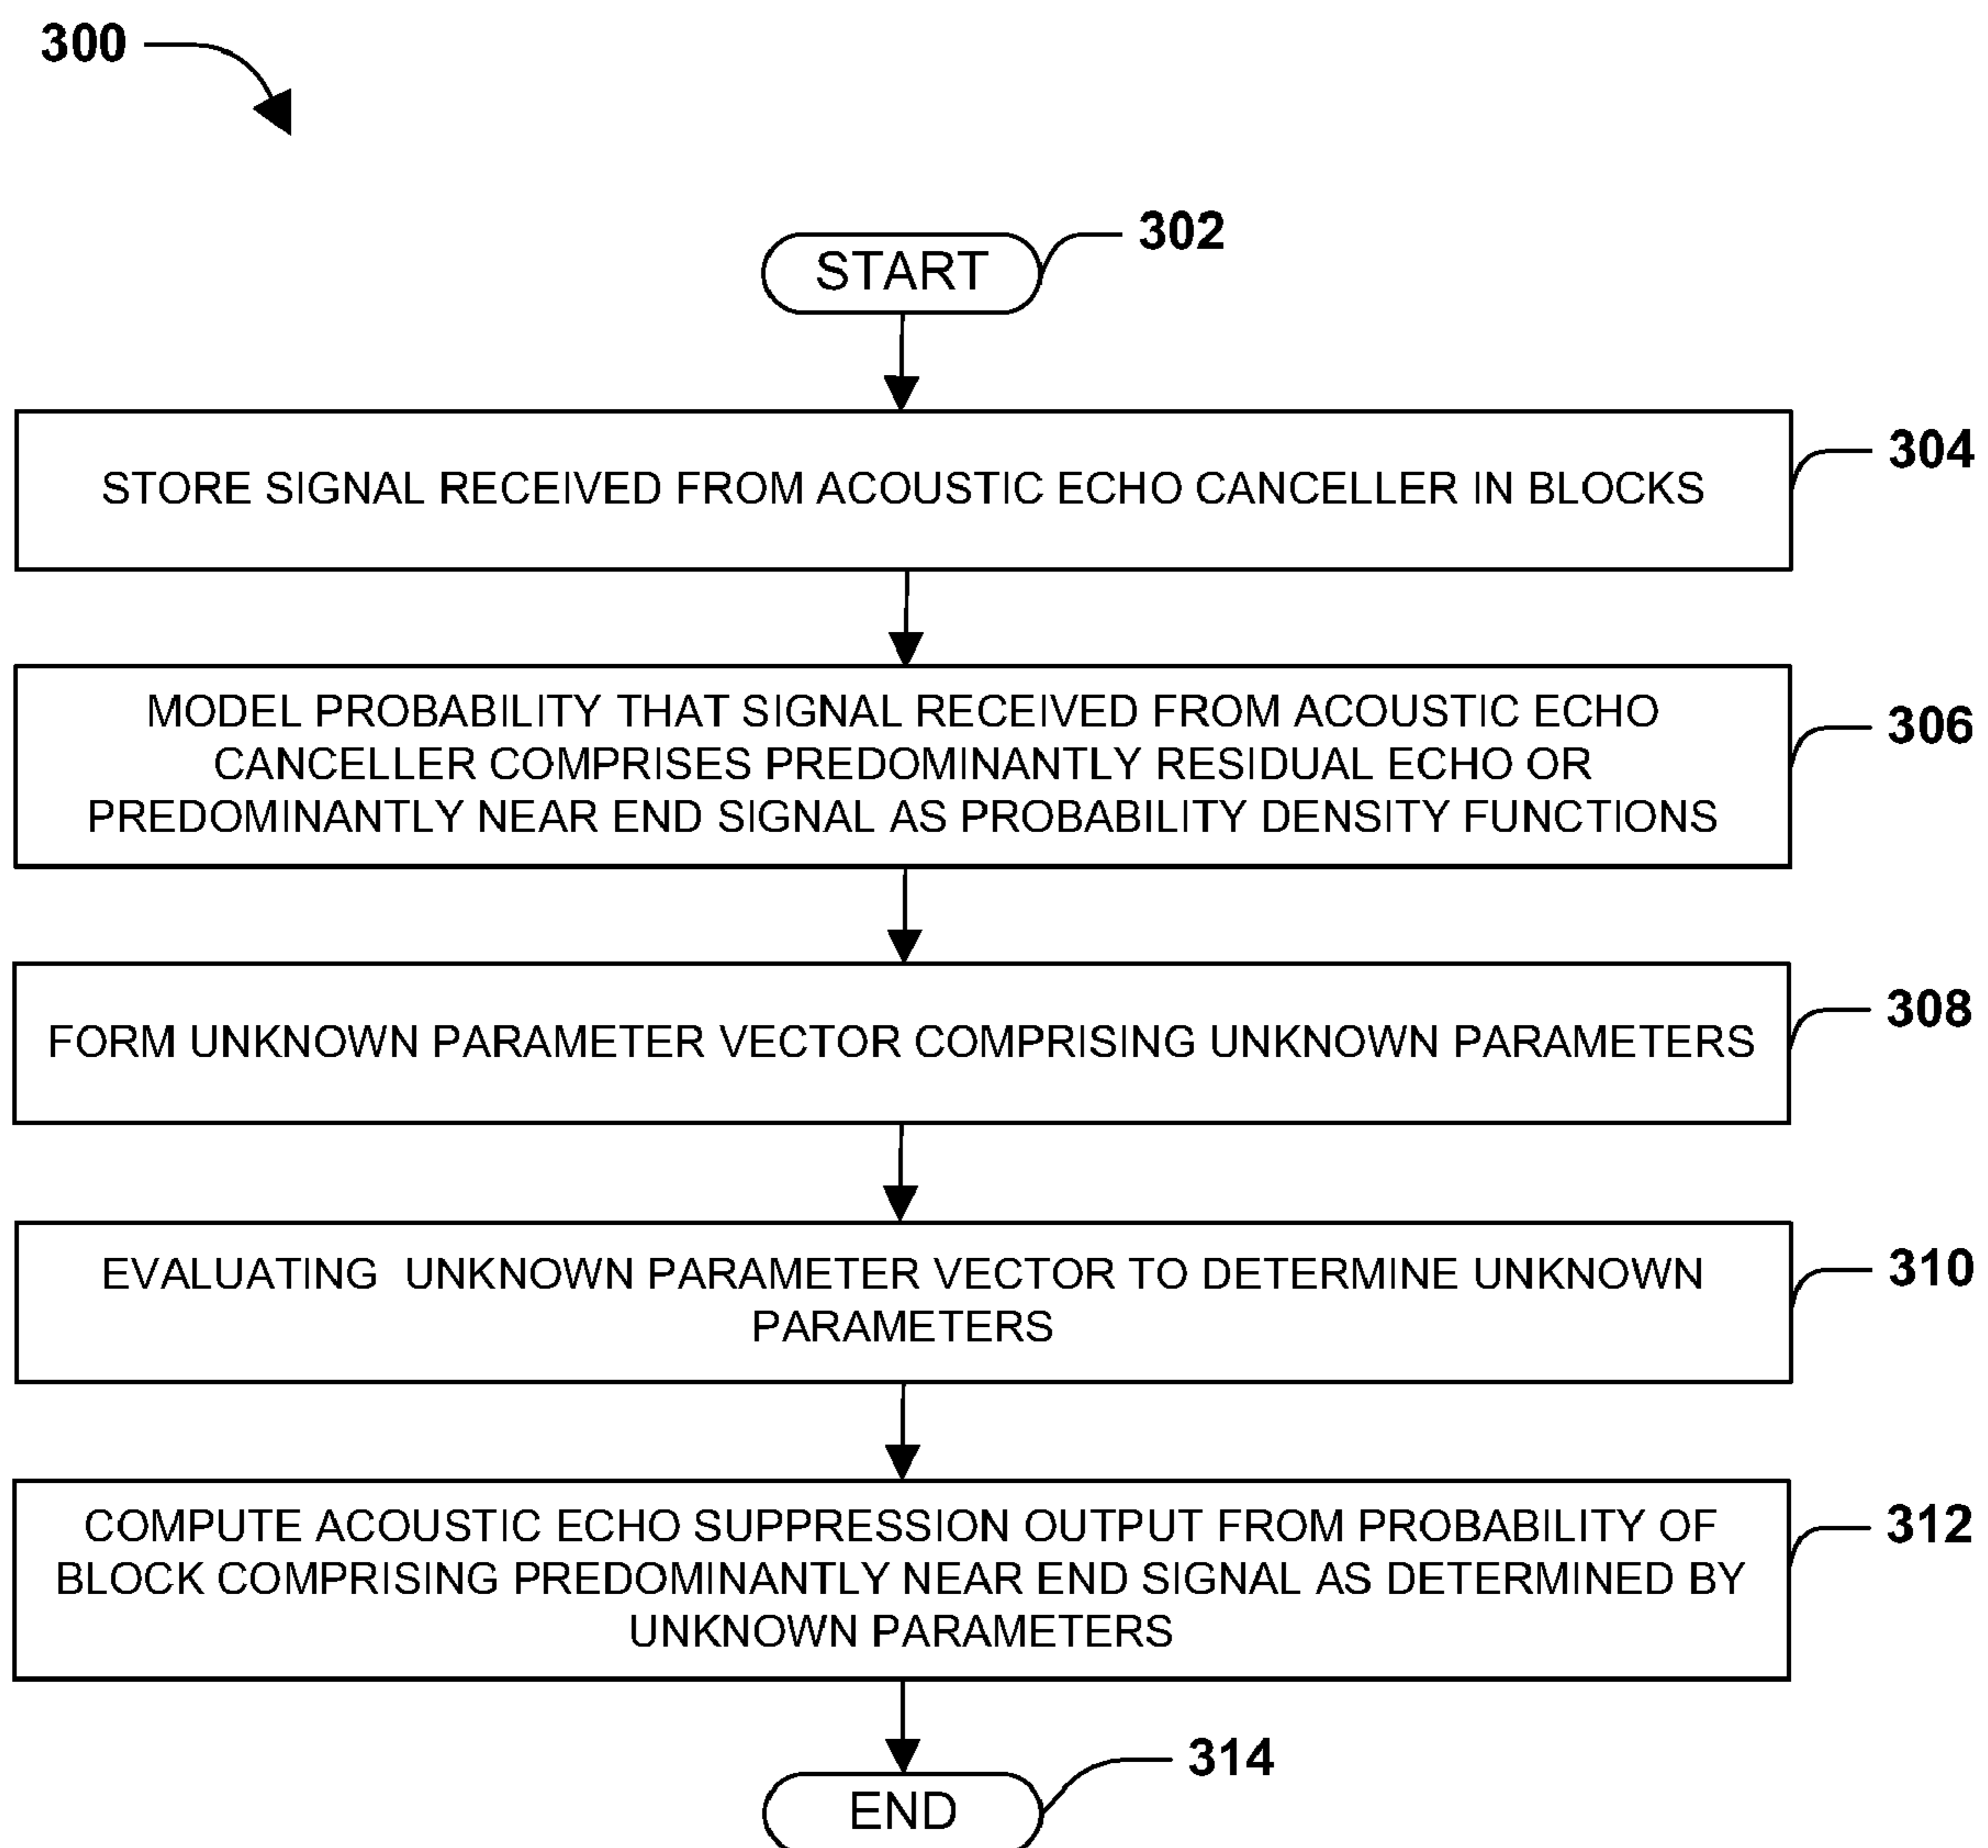 300
START
302
STORE SIGNAL RECEIVED FROM ACOUSTIC ECHO CANCELLER IN BLOCKS
304
MODEL PROBABILITY THAT SIGNAL RECEIVED FROM ACOUSTIC ECHO
CANCELLER COMPRISES PREDOMINANTLY RESIDUAL ECHO OR
PREDOMINANTLY NEAR END SIGNAL AS PROBABILITY DENSITY FUNCTIONS
306
FORM UNKNOWN PARAMETER VECTOR COMPRISING UNKNOWN PARAMETERS
308
EVALUATING UNKNOWN PARAMETER VECTOR TO DETERMINE UNKNOWN
PARAMETERS
310
COMPUTE ACOUSTIC ECHO SUPPRESSION OUTPUT FROM PROBABILITY OF
BLOCK COMPRISING PREDOMINANTLY NEAR END SIGNAL AS DETERMINED BY
UNKNOWN PARAMETERS
312
END
314